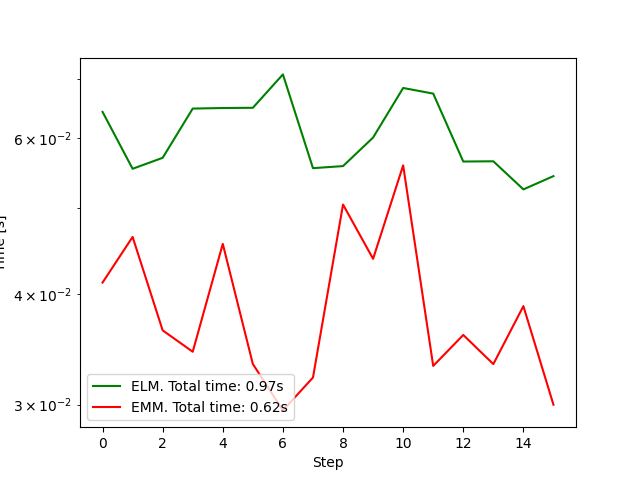 6 × 10⁻²
4 × 10⁻²
3 × 10⁻²
Time [s]
ELM. Total time: 0.97s
EMM. Total time: 0.62s
0 2 4 6 8 10 12 14
Step